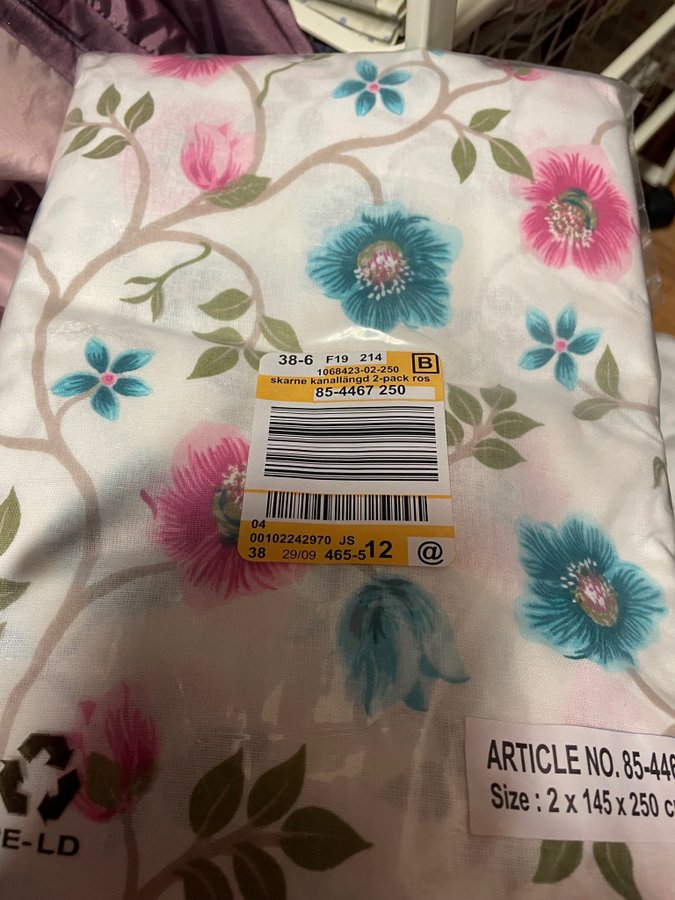 38-6 F19 214 B
1068423-02-250
skarne kanallängd 2-pack ros
85-4467 250
04
00102242970 JS
38 29/09 465-512 @
ARTICLE NO. 85-446
Size : 2 x 145 x 250 c
PE-LD